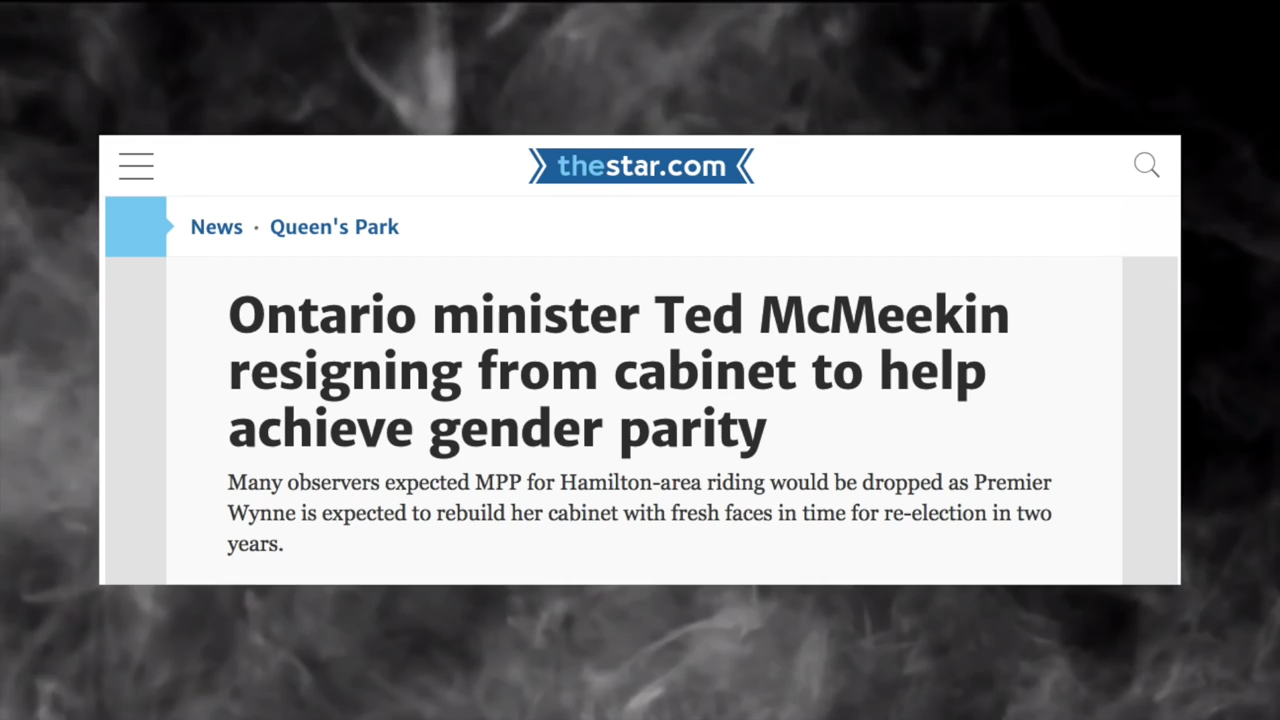 thestar.com
News · Queen's Park
Ontario minister Ted McMeekin
resigning from cabinet to help
achieve gender parity
Many observers expected MPP for Hamilton-area riding would be dropped as Premier
Wynne is expected to rebuild her cabinet with fresh faces in time for re-election in two
years.